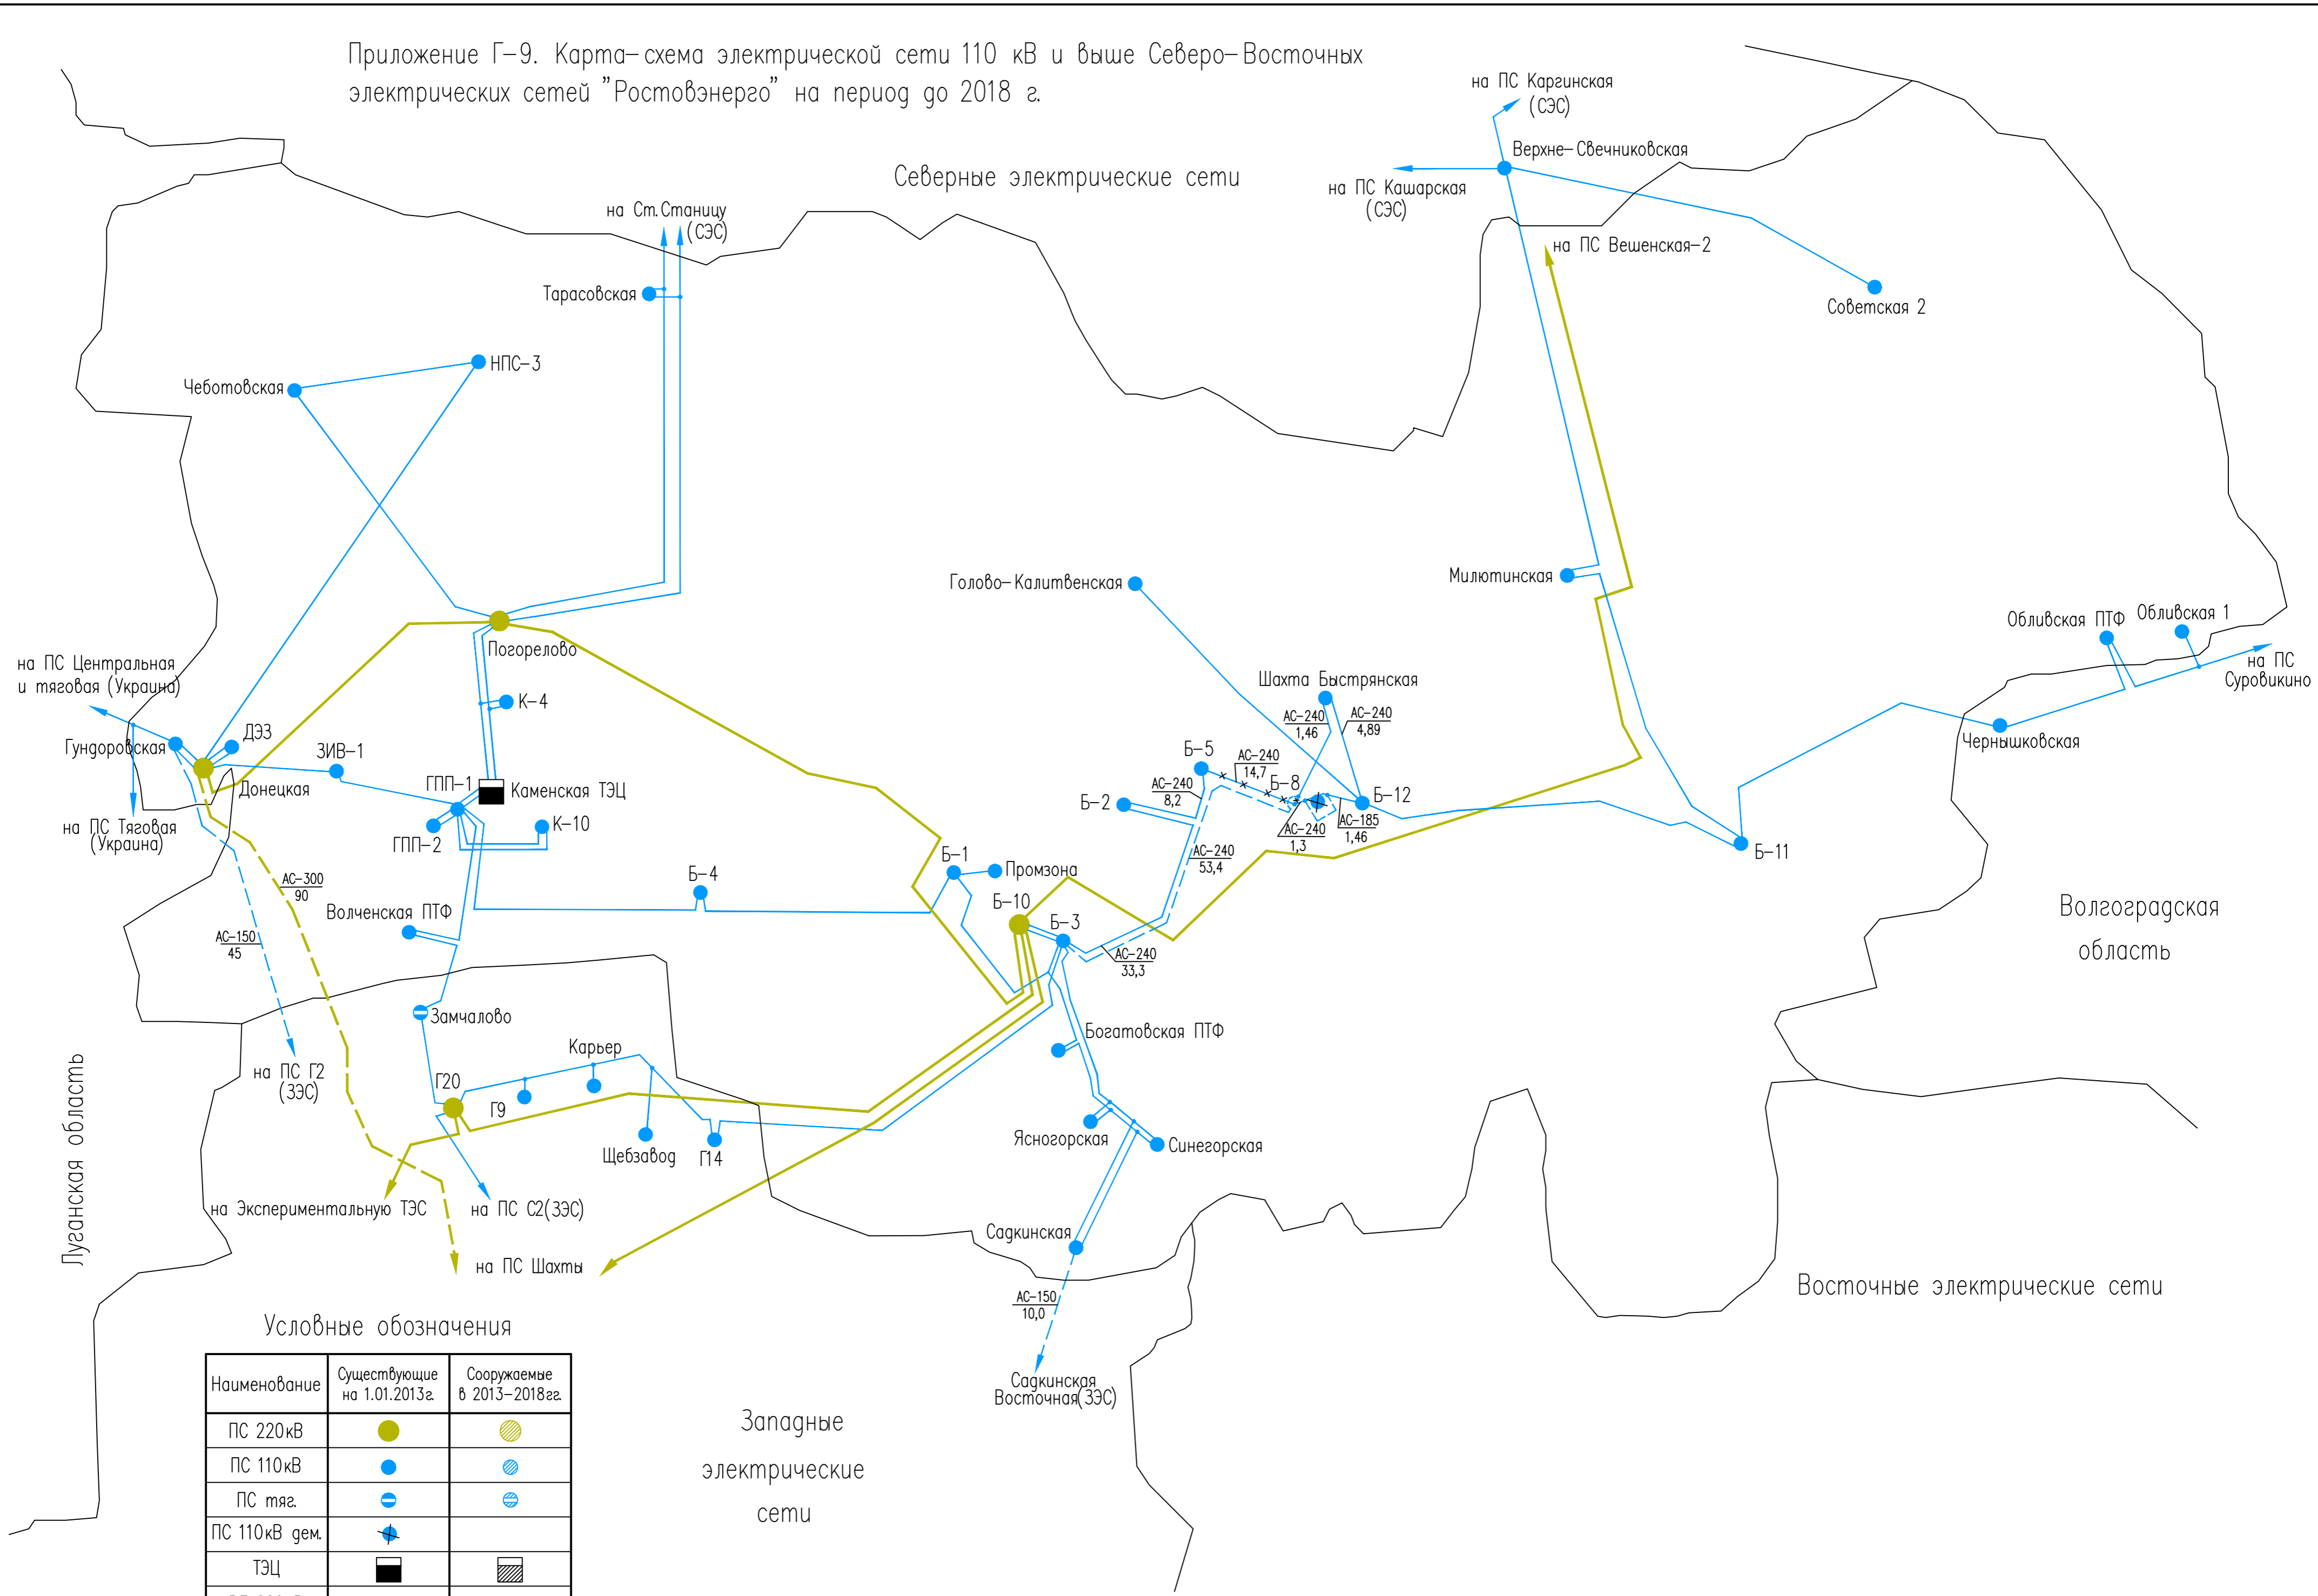 Приложение Г-9. Карта-схема электрической сети 110 кВ и выше Северо-Восточных
электрических сетей "Ростовэнерго" на период до 2018 г.
на ПС Каргинская
(СЭС)
Верхне-Свечниковская
Северные электрические сети
на ПС Кашарская
(СЭС)
на Ст.Станицу
(СЭС)
на ПС Вешенская-2
Тарасовская
Советская 2
НПС-3
Чеботовская
Голово-Калитвенская
Милютинская
Обливская ПТФ
Обливская 1
Погорелово
на ПС Центральная
и тяговая (Украина)
на ПС
Суровикино
Шахта Быстрянская
К-4
АС-240
1,46
АС-240
4,89
Гундоровская
ДЭЗ
ЗИВ-1
Чернышковская
Б-5
АС-240
14,7
Донецкая
ГПП-1
Каменская ТЭЦ
АС-240
8,2
Б-8
Б-2
Б-12
на ПС Тяговая
(Украина)
ГПП-2
К-10
АС-240
1,3
АС-185
1,46
Б-11
АС-240
53,4
Б-1
Промзона
Б-4
АС-300
90
Б-10
Б-3
Волченская ПТФ
Волгоградская
область
АС-150
45
АС-240
33,3
Замчалово
Богатовская ПТФ
Карьер
на ПС Г2
(ЗЭС)
Г20
Г9
Луганская область
Ясногорская
Синегорская
Щебзавод
Г14
на Экспериментальную ТЭС
на ПС С2(ЗЭС)
Садкинская
на ПС Шахты
Восточные электрические сети
АС-150
10,0
Условные обозначения
Садкинская
Восточная(ЗЭС)
Наименование
Существующие
на 1.01.2013г.
Сооружаемые
в 2013-2018гг.
Западные
электрические
сети
ПС 220кВ
ПС 110кВ
ПС тяг.
ПС 110кВ дем.
ТЭЦ